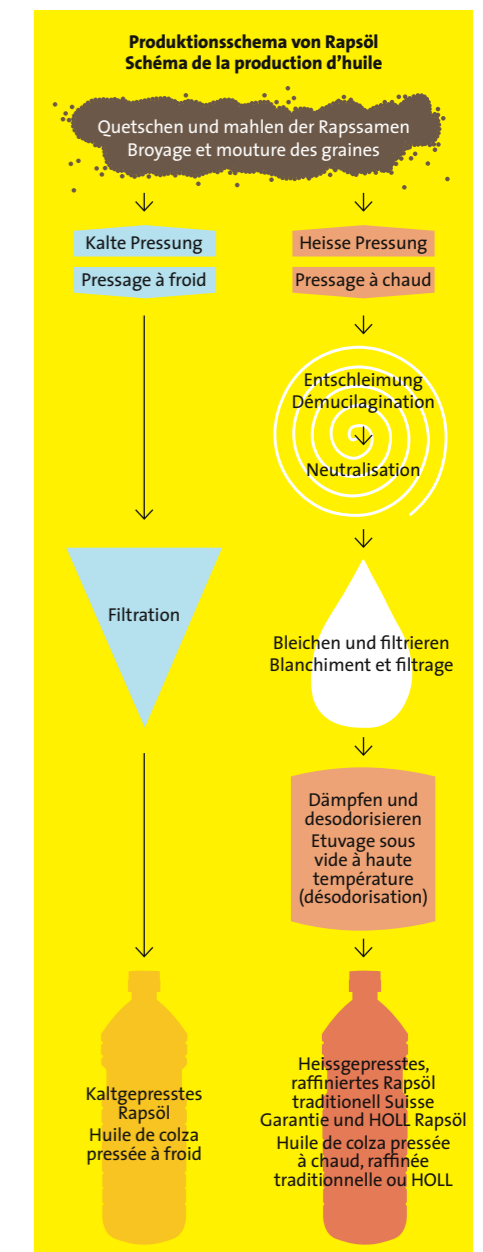 Produktionsschema von Rapsöl
Schéma de la production d'huile
Quetschen und mahlen der Rapssamen
Broyage et mouture des graines
Kalte Pressung
Pressage à froid
Heisse Pressung
Pressage à chaud
Entschleimung
Démucilagination
Neutralisation
Filtration
Bleichen und filtrieren
Blanchiment et filtrage
Dämpfen und
desodorisieren
Etuvage sous
vide à haute
température
(désodorisation)
Kaltgepresstes
Rapsöl
Huile de colza
pressée à froid
Heissgepresstes,
raffiniertes Rapsöl
traditionell Suisse
Garantie und HOLL Rapsöl
Huile de colza pressée
à chaud, raffinée
traditionnelle ou HOLL